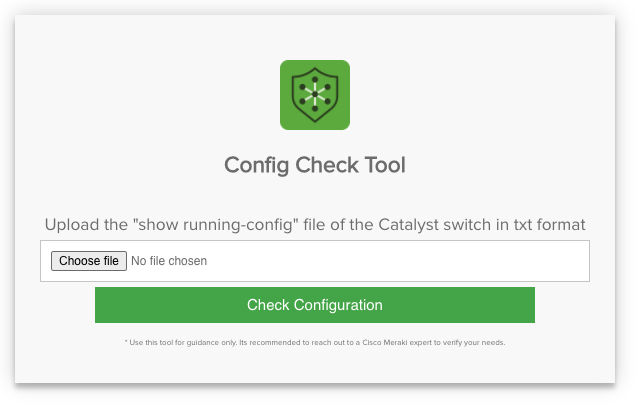 Config Check Tool
Upload the "show running-config" file of the Catalyst switch in txt format
Choose file No file chosen
Check Configuration
* Use this tool for guidance only. Its recommended to reach out to a Cisco Meraki expert to verify your needs.